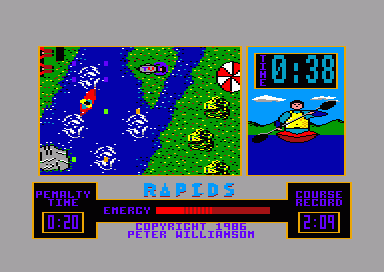 TIME
0:38
RAPIDS
PENALTY
TIME
0:20
ENERGY
COURSE
RECORD
2:09
COPYRIGHT 1986
PETER WILLIAMSON